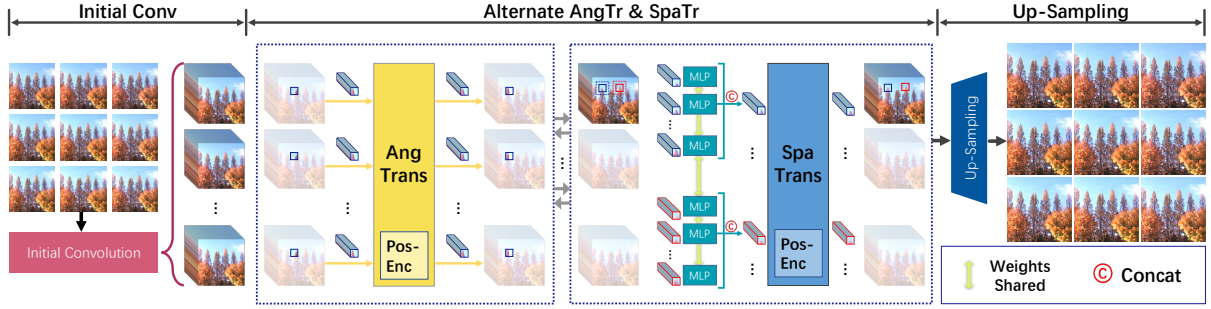 Initial Conv
Alternate AngTr & SpaTr
Up-Sampling
Initial Convolution
Ang
Trans
Pos-
Enc
MLP
MLP
MLP
MLP
MLP
MLP
C
C
Spa
Trans
Pos-
Enc
Up-Sampling
Weights
Shared
C Concat